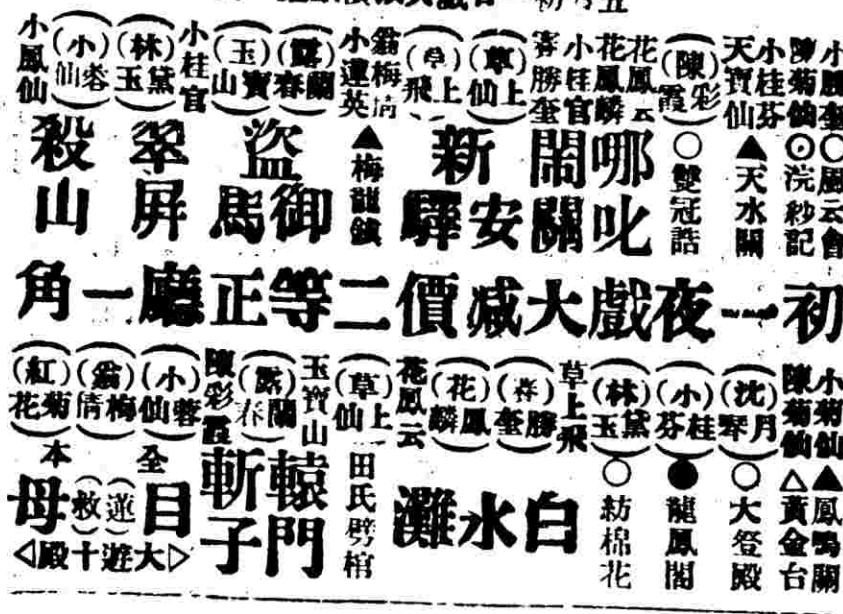 小勝奎
陳菊仙
○風云會
⊙浣紗記
小桂芬
天寶仙
▲天水關
(陳彩霞)
○雙冠誥
花鳳云
花鳳麟
哪吒
小桂官
鬧關
(草上仙)
(草上飛)
新安驛
翁梅倩
小蓮英
▲梅龍鎮
(露蘭春)
(玉寶山)
盜御馬
小桂官
(林黛玉)
翠屏山
(小蓉仙)
小鳳仙
殺山
初一夜戲大減價二等正廳一角
小菊仙
陳菊仙
▲鳳鳴關
△黃金台
(沈月琴)
○大登殿
(小桂芬)
●龍鳳閣
(林黛玉)
○紡棉花
草上飛
(勝奎)
(花鳳麟)
花鳳云
白水灘
(草上仙)
田氏劈棺
玉寶山
(露蘭春)
陳彩霞
轅門斬子
(小蓉仙)
(翁梅倩)
(紅菊花)
全本
目(蓮)(救)母
▷大遊十殿◁